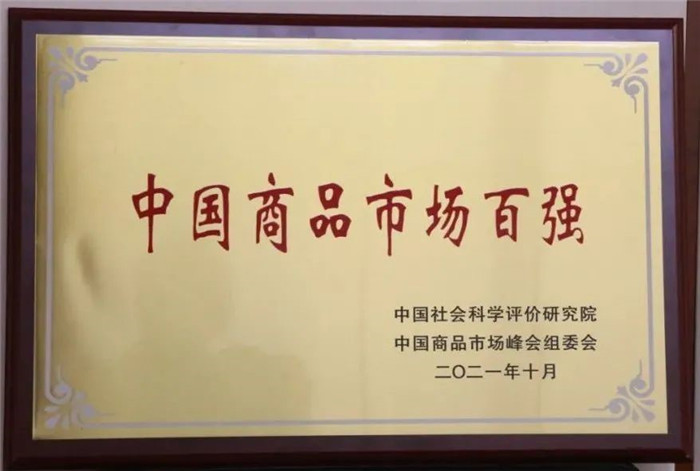 中国商品市场百强
中国社会科学评价研究院
中国商品市场峰会组委会
二〇二一年十月